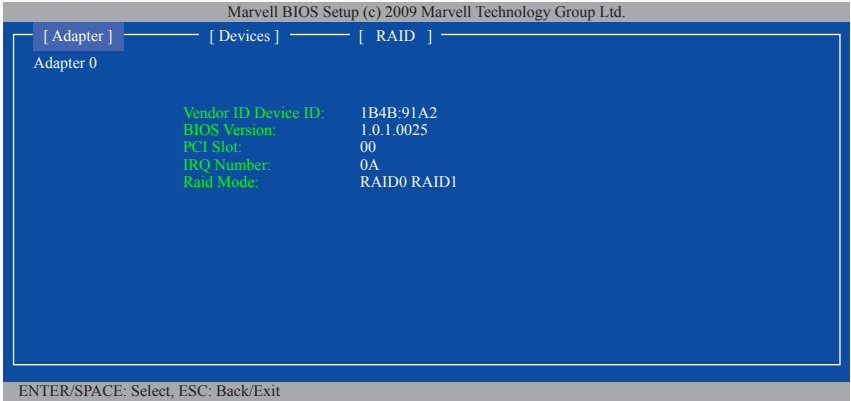 Marvell BIOS Setup (c) 2009 Marvell Technology Group Ltd.
[ Adapter ] [ Devices ] [ RAID ]
Adapter 0
Vendor ID Device ID: 1B4B:91A2
BIOS Version: 1.0.1.0025
PCI Slot: 00
IRQ Number: 0A
Raid Mode: RAID0 RAID1
ENTER/SPACE: Select, ESC: Back/Exit